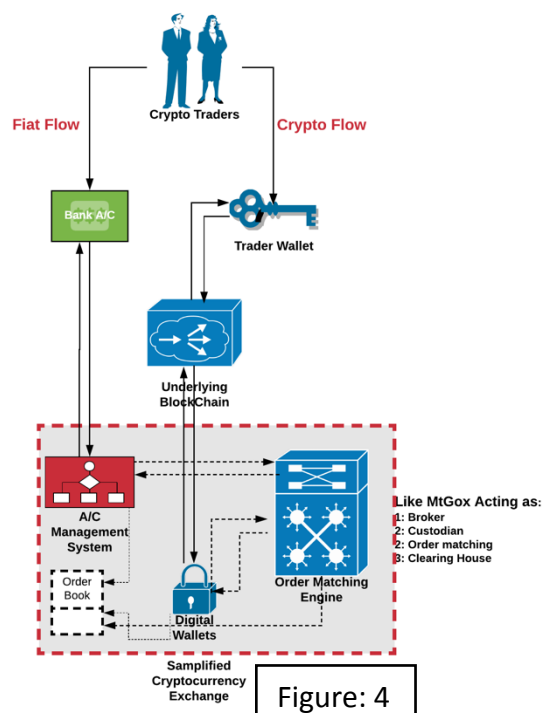 Crypto Traders
Fiat Flow
Crypto Flow
Bank A/C
Trader Wallet
Underlying
BlockChain
A/C
Management
System
Order
Book
Digital
Wallets
Order Matching
Engine
Like MtGox Acting as:
1: Broker
2: Custodian
2: Order matching
3: Clearing House
Samplified
Cryptocurrency
Exchange
Figure: 4